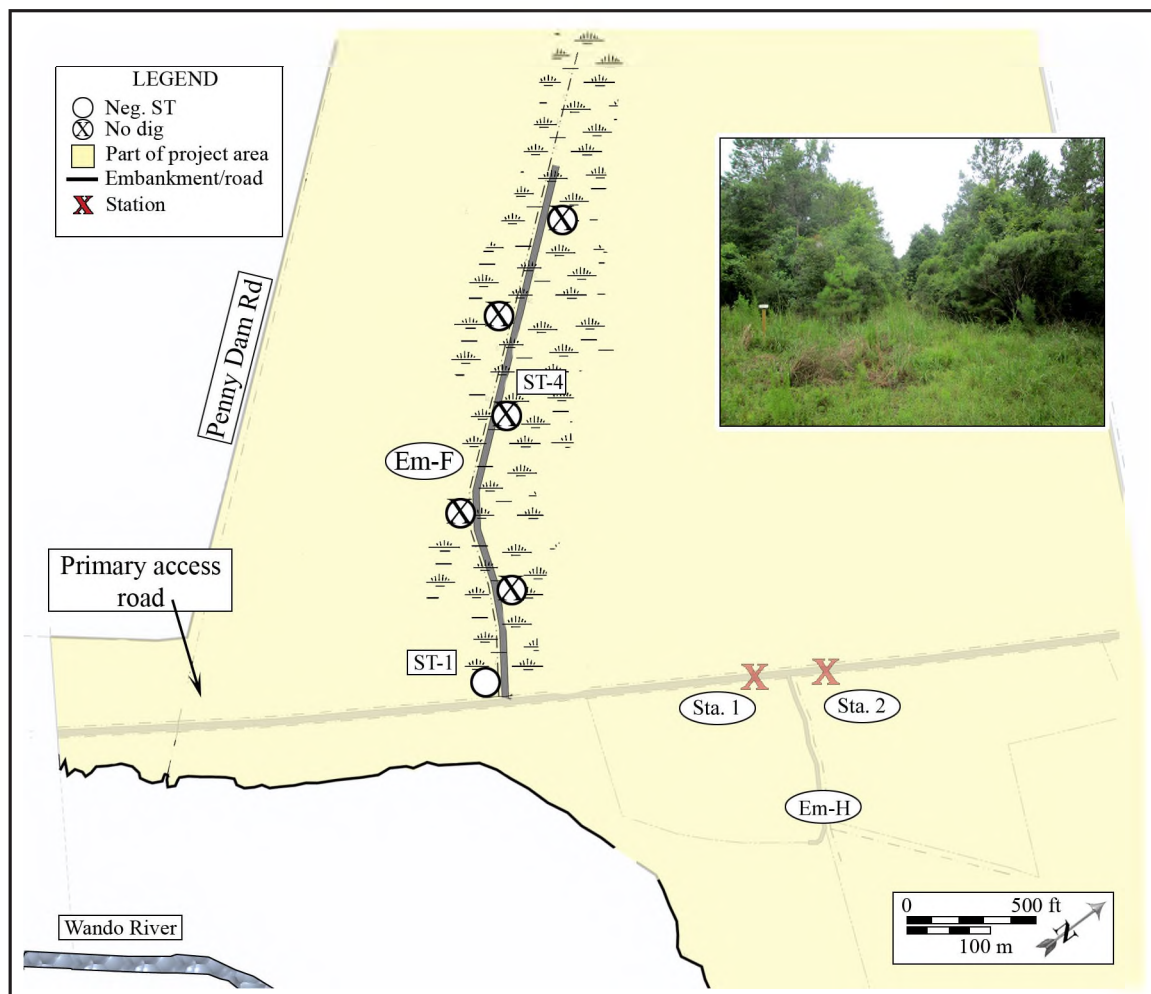 LEGEND
Neg. ST
No dig
Part of project area
Embankment/road
X Station
Penny Dam Rd
ST-4
Em-F
Primary access
road
ST-1
X
X
Sta. 1
Sta. 2
Em-H
Wando River
0 500 ft
100 m
N